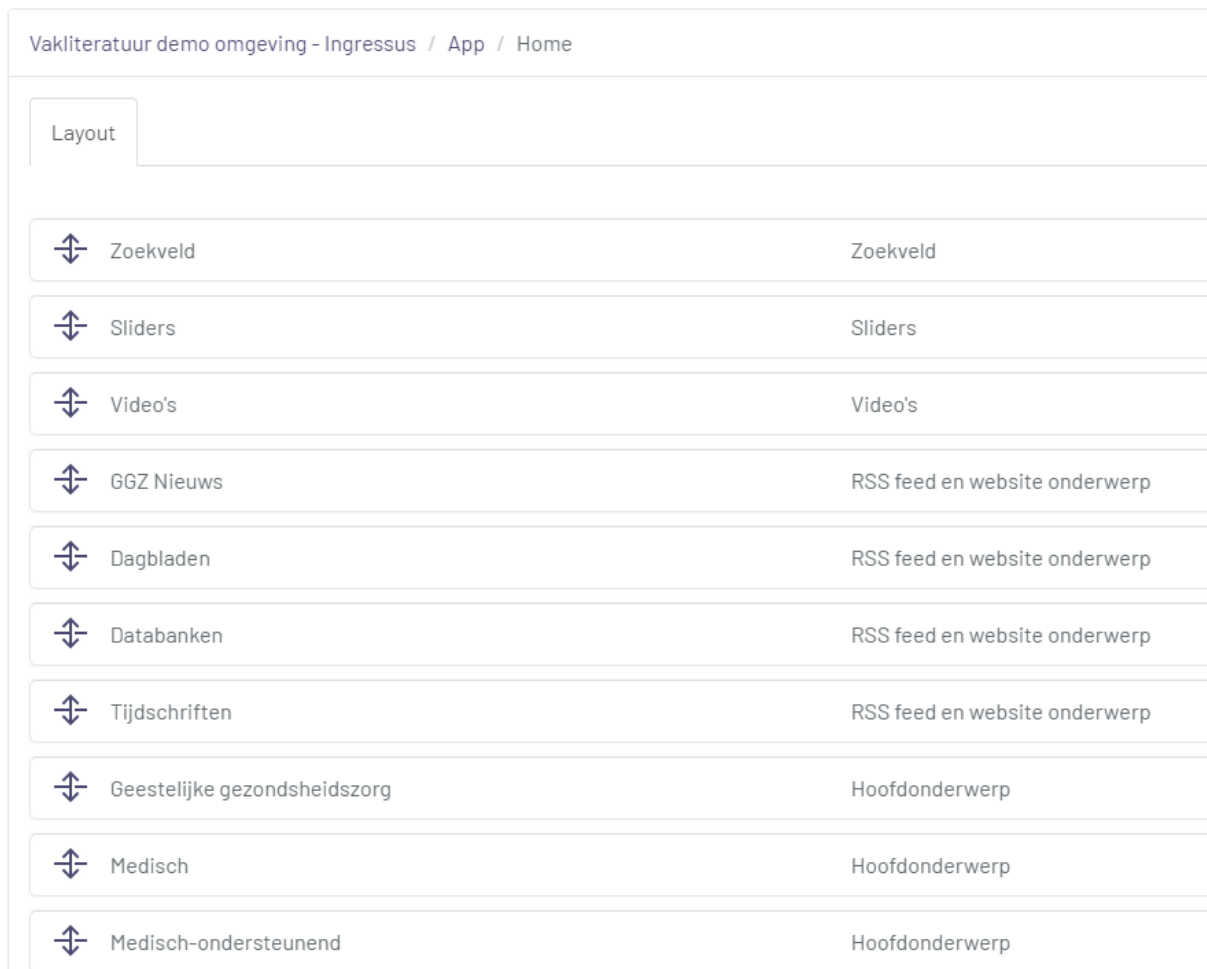 Vakliteratuur demo omgeving - Ingressus / App / Home
Layout
Zoekveld Zoekveld
Sliders Sliders
Video's Video's
GGZ Nieuws RSS feed en website onderwerp
Dagbladen RSS feed en website onderwerp
Databanken RSS feed en website onderwerp
Tijdschriften RSS feed en website onderwerp
Geestelijke gezondsheidszorg Hoofdonderwerp
Medisch Hoofdonderwerp
Medisch-ondersteunend Hoofdonderwerp